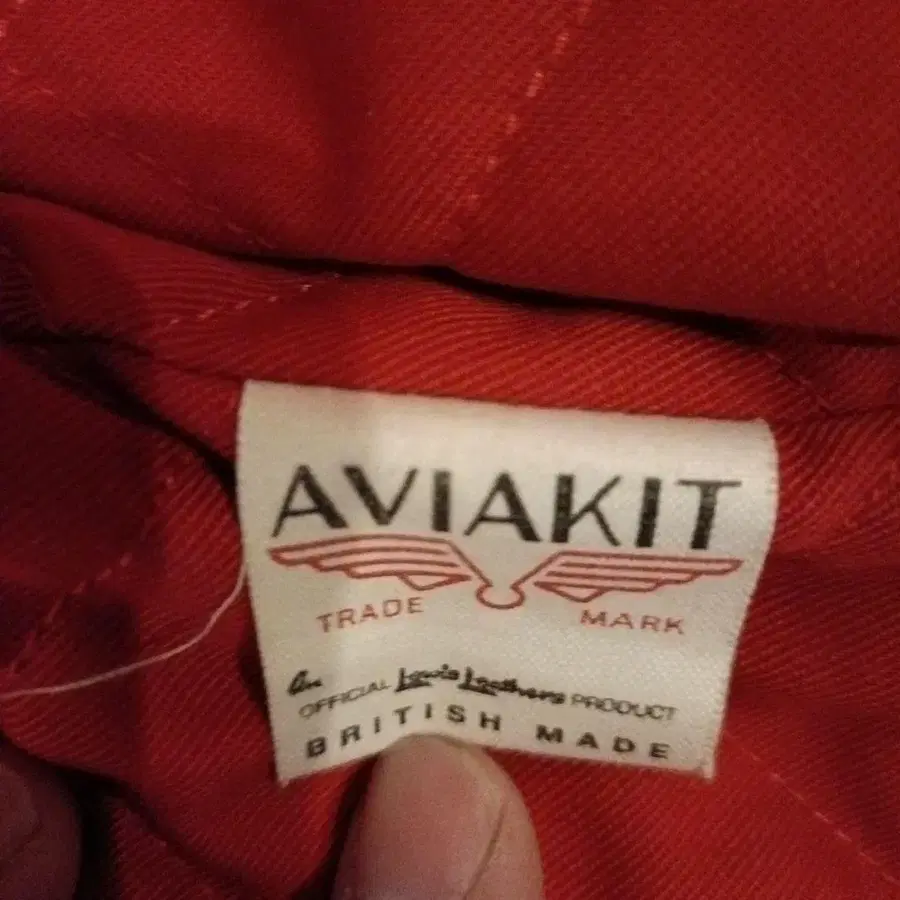 AVIAKIT
TRADE MARK
An
OFFICIAL Lewis Leathers PRODUCT
BRITISH MADE